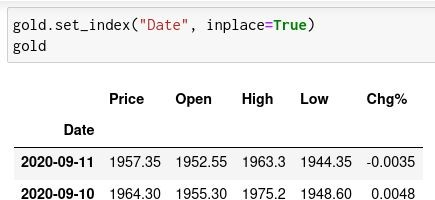 gold.set_index("Date", inplace=True)
gold
Price Open High Low Chg%
Date
2020-09-11 1957.35 1952.55 1963.3 1944.35 -0.0035
2020-09-10 1964.30 1955.30 1975.2 1948.60 0.0048